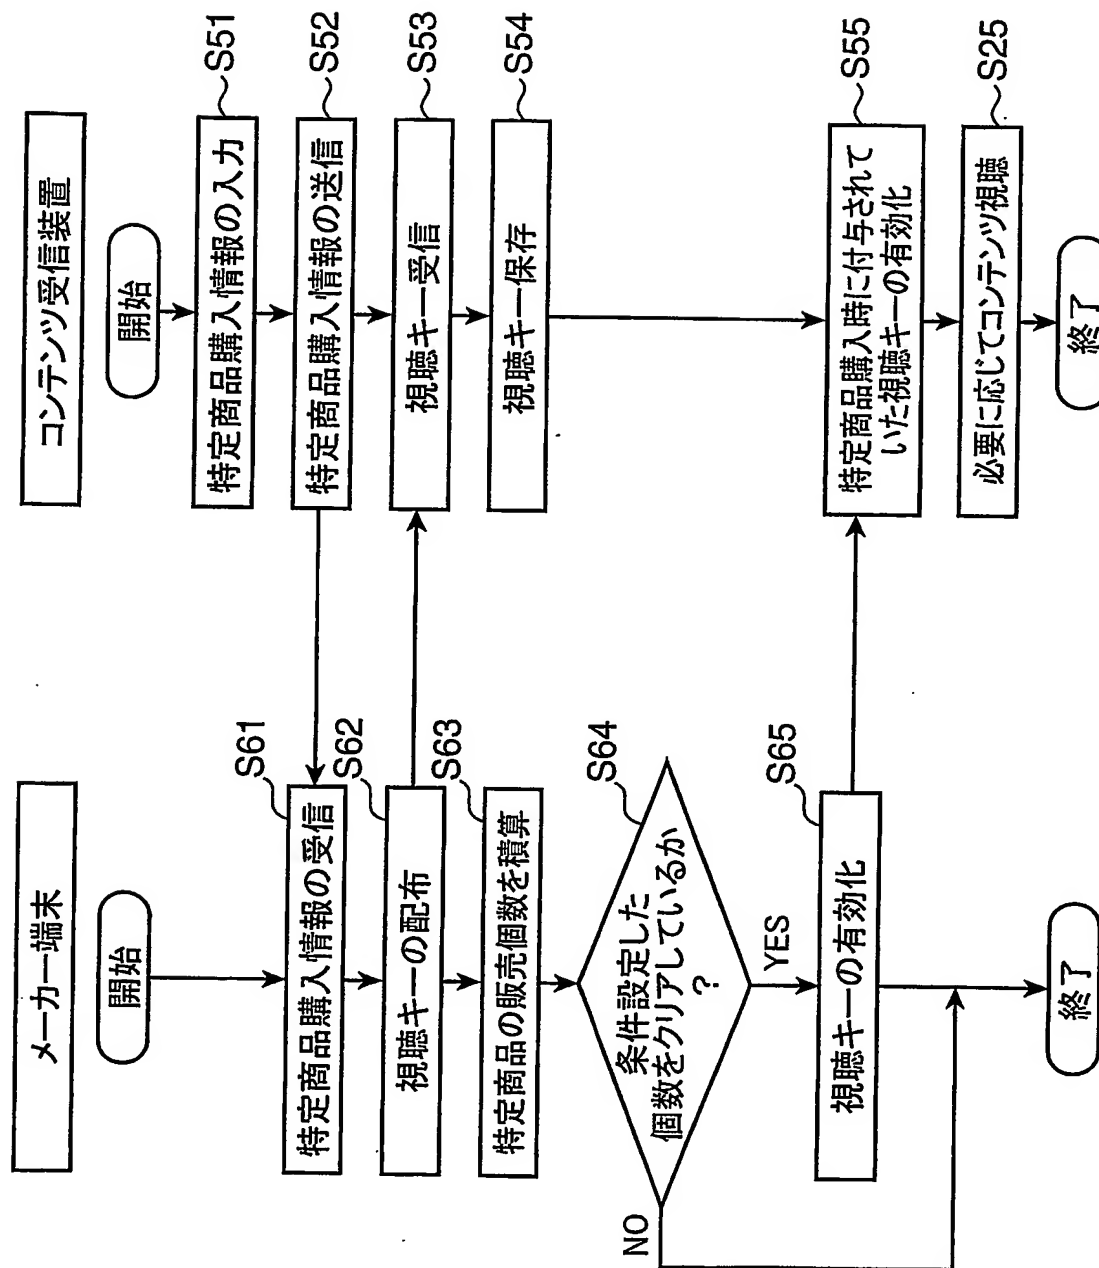 メーカー端末
開始
S61
特定商品購入情報の受信
S62
視聴キーの配布
S63
特定商品の販売個数を積算
S64
条件設定した
個数をクリアしているか
?
NO
YES
S65
視聴キーの有効化
終了
コンテンツ受信装置
開始
特定商品購入情報の入力
S51
特定商品購入情報の送信
S52
視聴キー受信
S53
視聴キー保存
S54
特定商品購入時に付与されて
いた視聴キーの有効化
S55
必要に応じてコンテンツ視聴
S25
終了